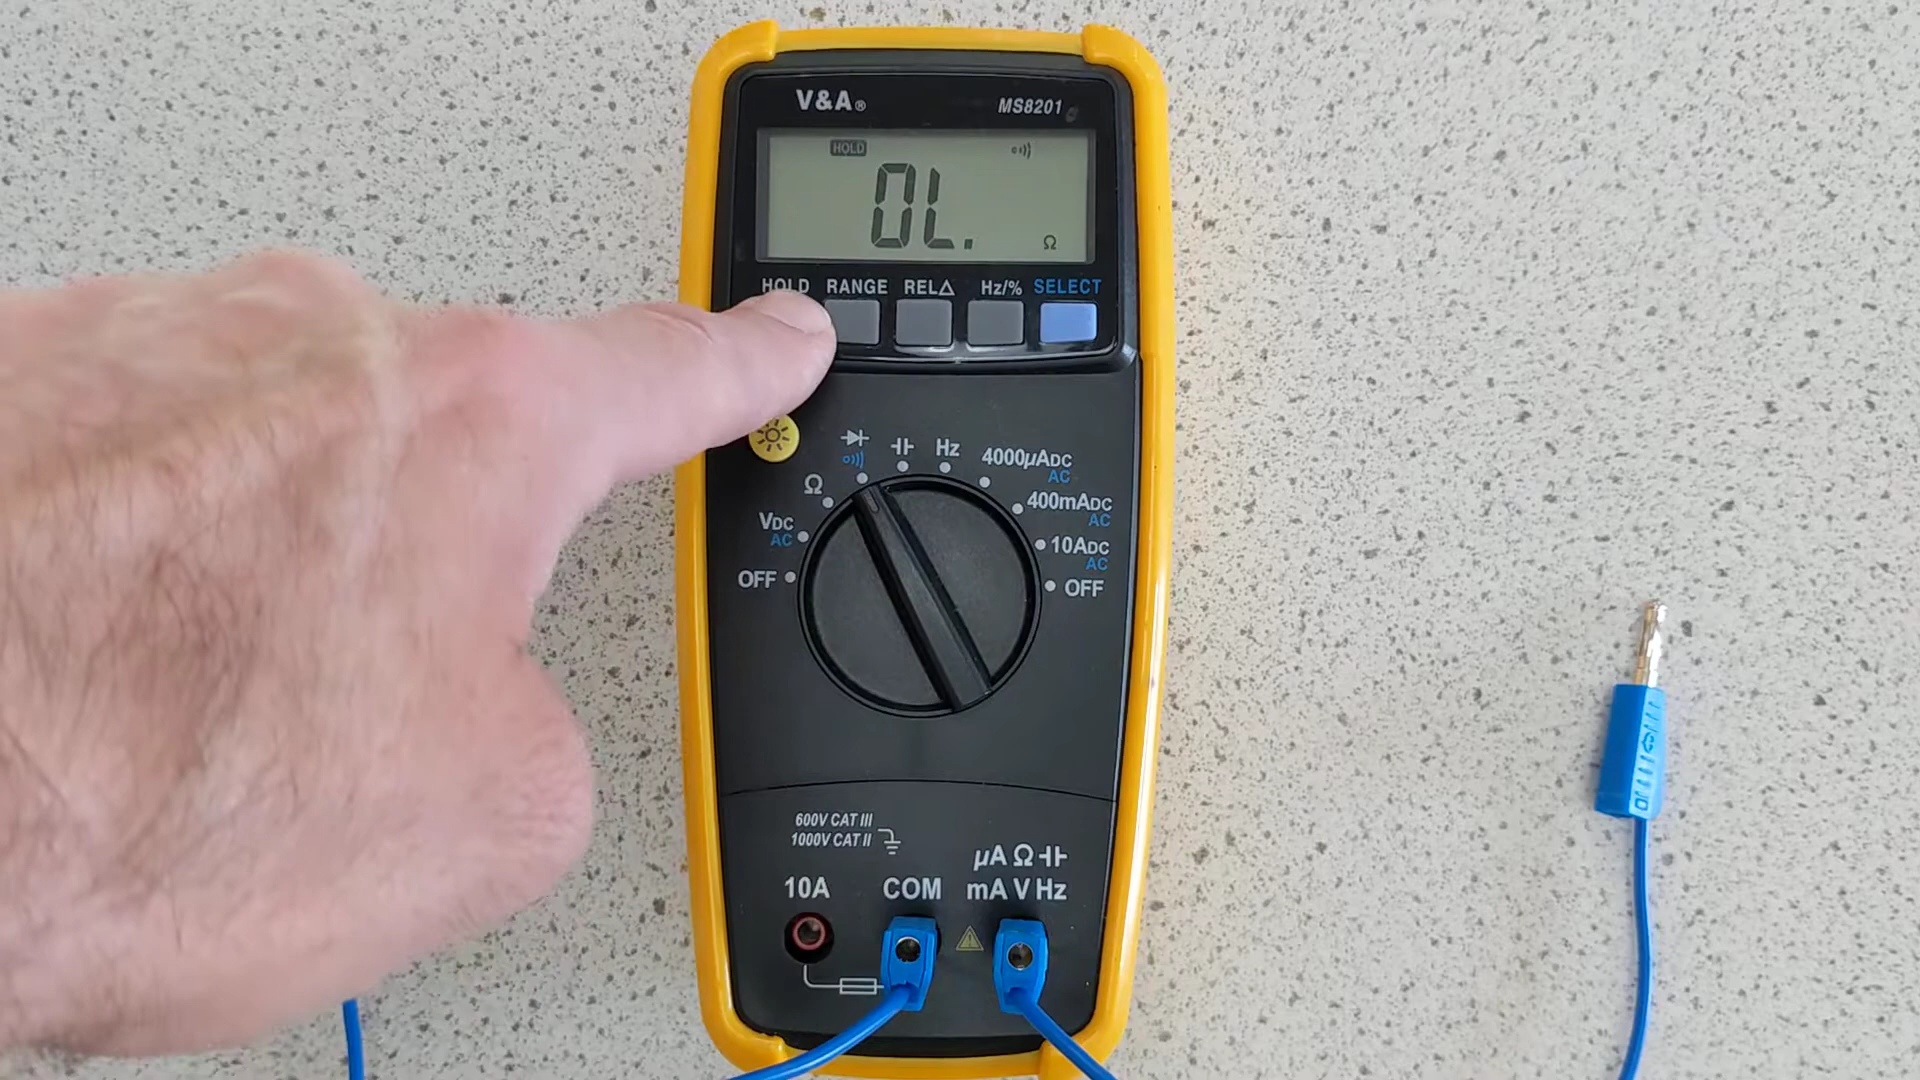 V&A®
MS8201
HOLD
0L.
Ω
HOLD RANGE RELΔ Hz/% SELECT
Hz
4000µADC
AC
Ω
400mADC
AC
VDC
AC
10ADC
AC
OFF
OFF
600V CAT III
1000V CAT II
µA Ω
10A COM mA V Hz